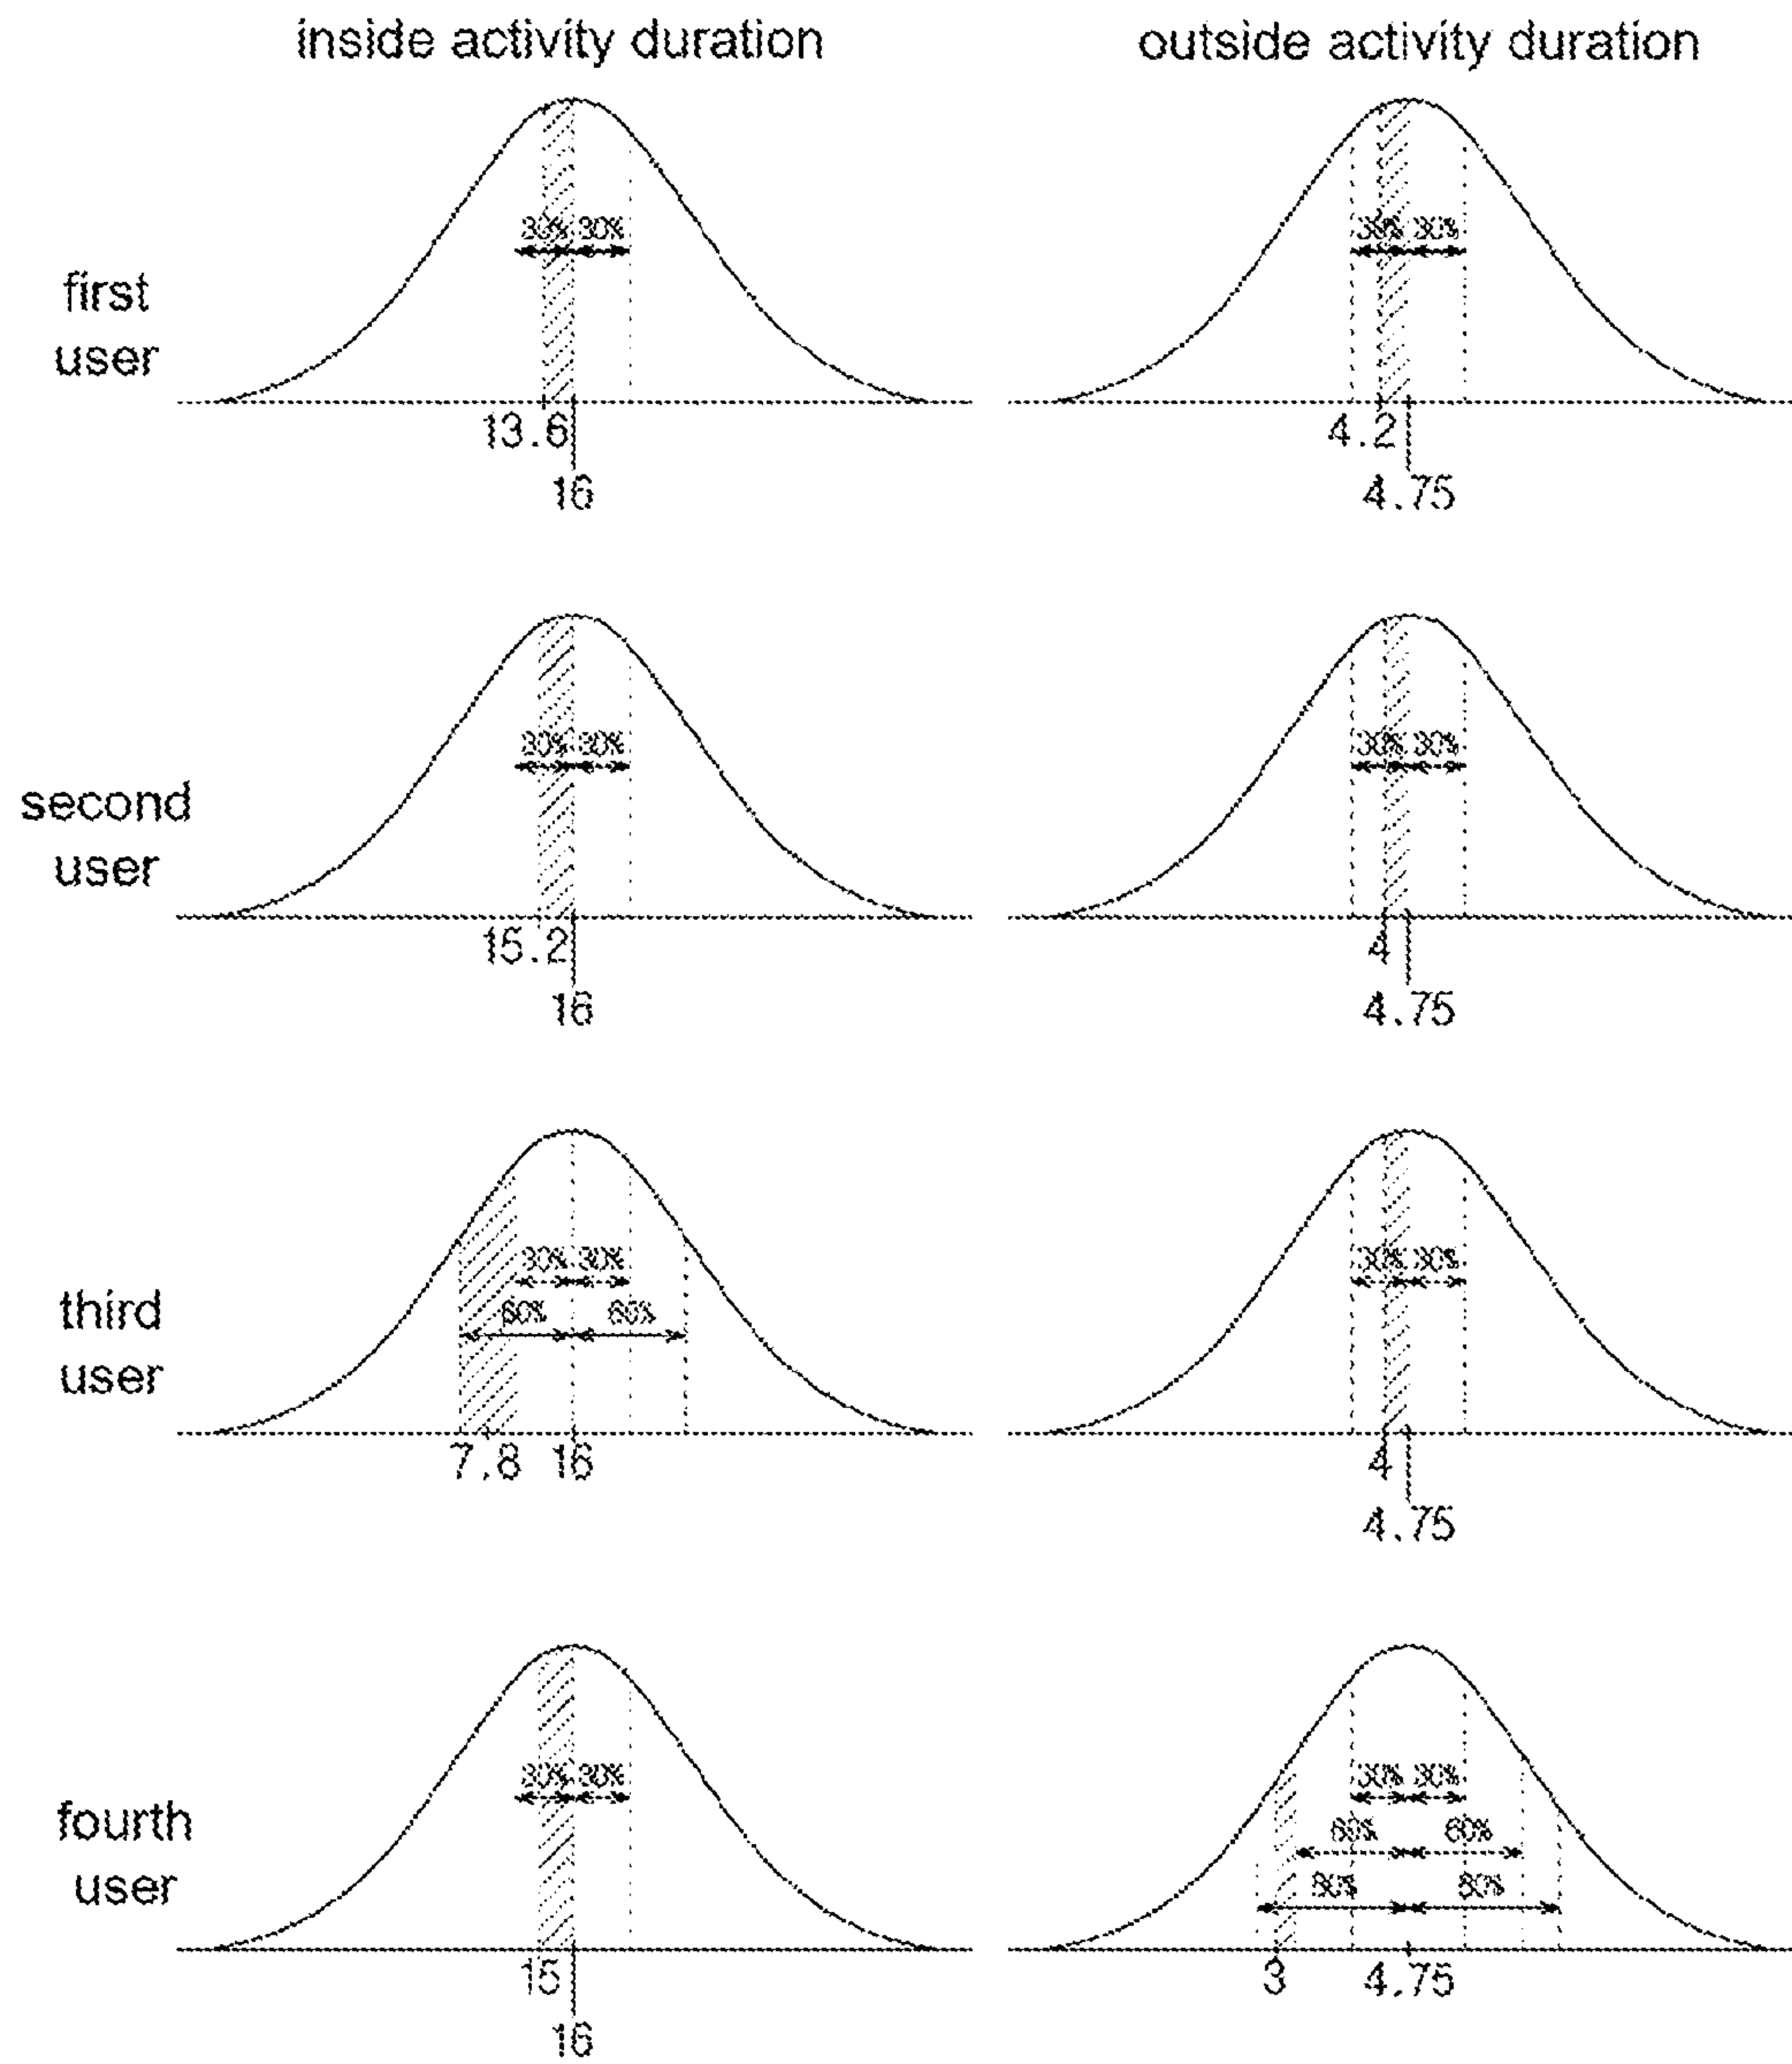 inside activity duration
outside activity duration
first
user
30% 30%
13.6
16
30% 30%
4.2
4.75
second
user
30% 30%
15.2
16
30% 30%
4
4.75
third
user
30% 30%
60% 60%
7.8 16
30% 30%
4
4.75
fourth
user
30% 30%
15
16
30% 30%
60% 60%
80% 80%
3 4.75